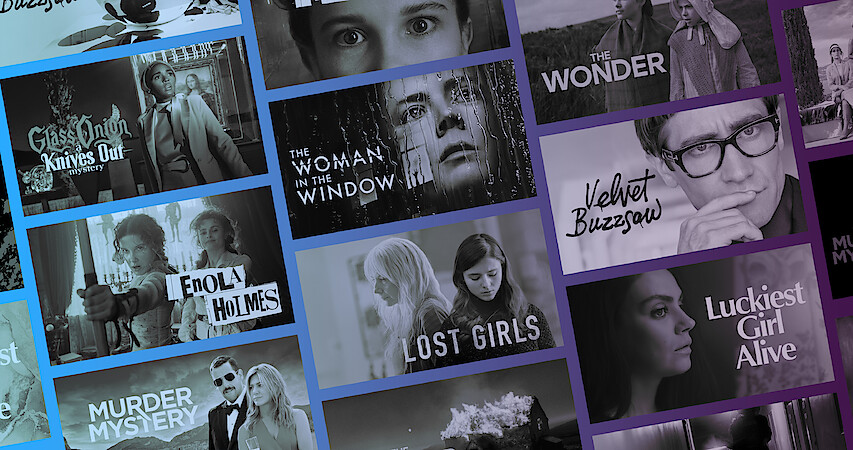 Buzzsaw
Glass Onion
a
Knives Out
mystery
ENOLA
HOLMES
MURDER
MYSTERY
THE
WOMAN
IN THE
WINDOW
LOST GIRLS
THE
WONDER
Velvet
Buzzsaw
Luckiest
Girl
Alive